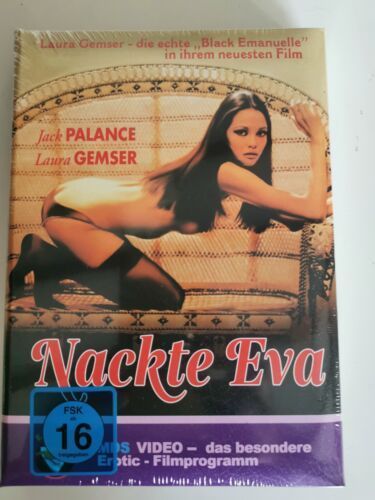 Laura Gemser - die echte „Black Emanuelle"
in ihrem neuesten Film
Jack PALANCE
Laura GEMSER
Nackte Eva
FSK
ab
16
freigegeben
MDS VIDEO – das besondere
Erotic - Filmprogramm